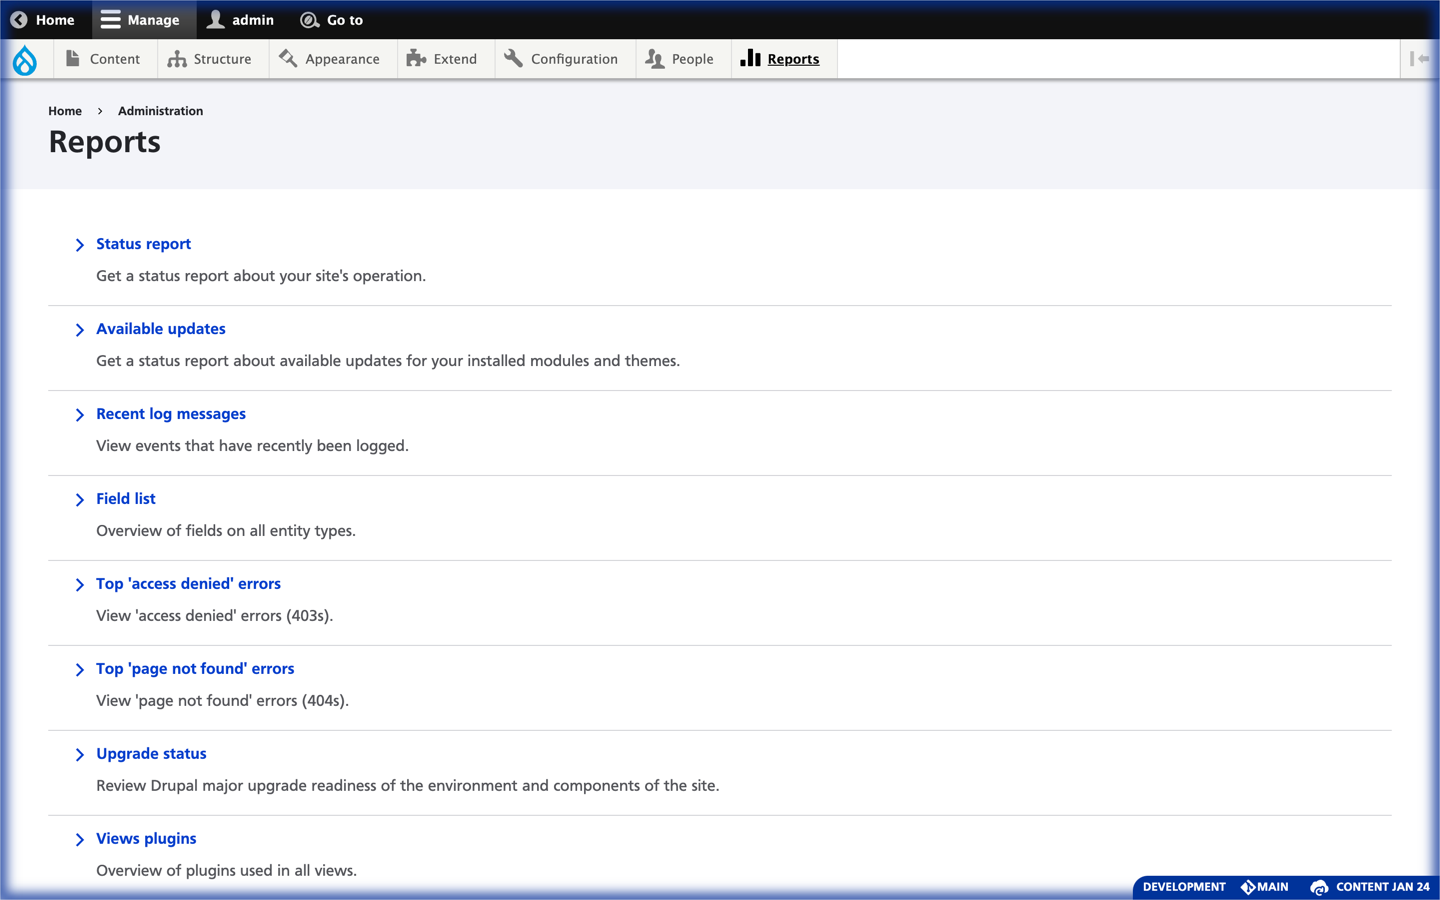 Home Manage admin Go to
Content Structure Appearance Extend Configuration People Reports
Home Administration
Reports
Status report
Get a status report about your site's operation.
Available updates
Get a status report about available updates for your installed modules and themes.
Recent log messages
View events that have recently been logged.
Field list
Overview of fields on all entity types.
Top 'access denied' errors
View 'access denied' errors (403s).
Top 'page not found' errors
View 'page not found' errors (404s).
Upgrade status
Review Drupal major upgrade readiness of the environment and components of the site.
Views plugins
Overview of plugins used in all views.
DEVELOPMENT MAIN CONTENT JAN 24